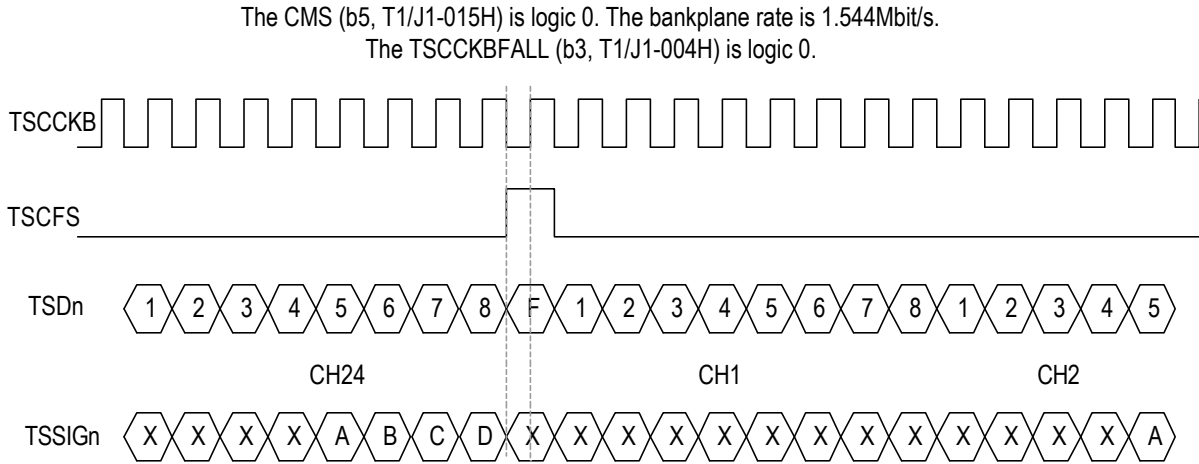 The CMS (b5, T1/J1-015H) is logic 0. The bankplane rate is 1.544Mbit/s.
The TSCCKBFALL (b3, T1/J1-004H) is logic 0.
TSCCKB
TSCFS
TSDn 1 2 3 4 5 6 7 8 F 1 2 3 4 5 6 7 8 1 2 3 4 5
CH24 CH1 CH2
TSSIGn X X X X A B C D X X X X X X X X X X X X X A